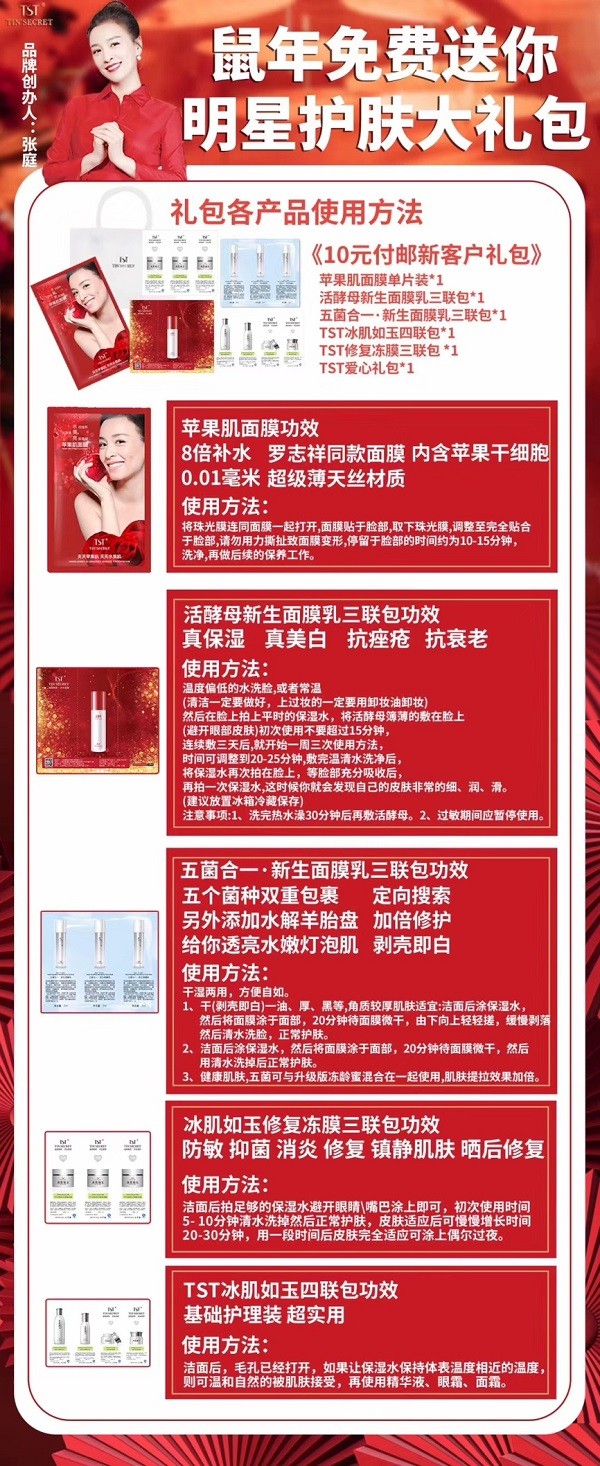 TST
TIN'SECRET
品牌创办人：张庭
鼠年免费送你
明星护肤大礼包
礼包各产品使用方法
《10元付邮新客户礼包》
苹果肌面膜单片装*1
活酵母新生面膜乳三联包*1
五菌合一·新生面膜乳三联包*1
TST冰肌如玉四联包*1
TST修复冻膜三联包 *1
TST爱心礼包*1
苹果肌面膜功效
8倍补水 罗志祥同款面膜 内含苹果干细胞
0.01毫米 超级薄天丝材质
使用方法：
将珠光膜连同面膜一起打开,面膜贴于脸部,取下珠光膜,调整至完全贴合
于脸部,请勿用力撕扯致面膜变形,停留于脸部的时间约为10-15分钟,
洗净,再做后续的保养工作。
活酵母新生面膜乳三联包功效
真保湿 真美白 抗痤疮 抗衰老
使用方法：
温度偏低的水洗脸,或者常温
(清洁一定要做好，上过妆的一定要用卸妆油卸妆)
然后在脸上拍上平时的保湿水，将活酵母薄薄的敷在脸上
(避开眼部皮肤)初次使用不要超过15分钟，
连续敷三天后,就开始一周三次使用方法，
时间可调整到20-25分钟,敷完温清水洗净后，
将保湿水再次拍在脸上，等脸部充分吸收后，
再拍一次保湿水,这时候你就会发现自己的皮肤非常的细、润、滑。
(建议放置冰箱冷藏保存)
注意事项:1、洗完热水澡30分钟后再敷活酵母。2、过敏期间应暂停使用。
五菌合一·新生面膜乳三联包功效
五个菌种双重包裹 定向搜索
另外添加水解羊胎盘 加倍修护
给你透亮水嫩灯泡肌 剥壳即白
使用方法：
干湿两用，方便自如。
1、干(剥壳即白)一油、厚、黑等,角质较厚肌肤适宜:洁面后涂保湿水，
然后将面膜涂于面部，20分钟待面膜微干，由下向上轻轻搓，缓慢剥落
然后清水洗脸，正常护肤。
2、洁面后涂保湿水，然后将面膜涂于面部，20分钟待面膜微干，然后
用清水洗掉后正常护肤。
3、健康肌肤,五菌可与升级版冻龄蜜混合在一起使用,肌肤提拉效果加倍。
冰肌如玉修复冻膜三联包功效
防敏 抑菌 消炎 修复 镇静肌肤 晒后修复
使用方法：
洁面后拍足够的保湿水避开眼睛\嘴巴涂上即可，初次使用时间
5- 10分钟清水洗掉然后正常护肤，皮肤适应后可慢慢增长时间
20-30分钟，用一段时间后皮肤完全适应可涂上偶尔过夜。
TST冰肌如玉四联包功效
基础护理装 超实用
使用方法：
洁面后，毛孔已经打开，如果让保湿水保持体表温度相近的温度，
则可温和自然的被肌肤接受，再使用精华液、眼霜、面霜。